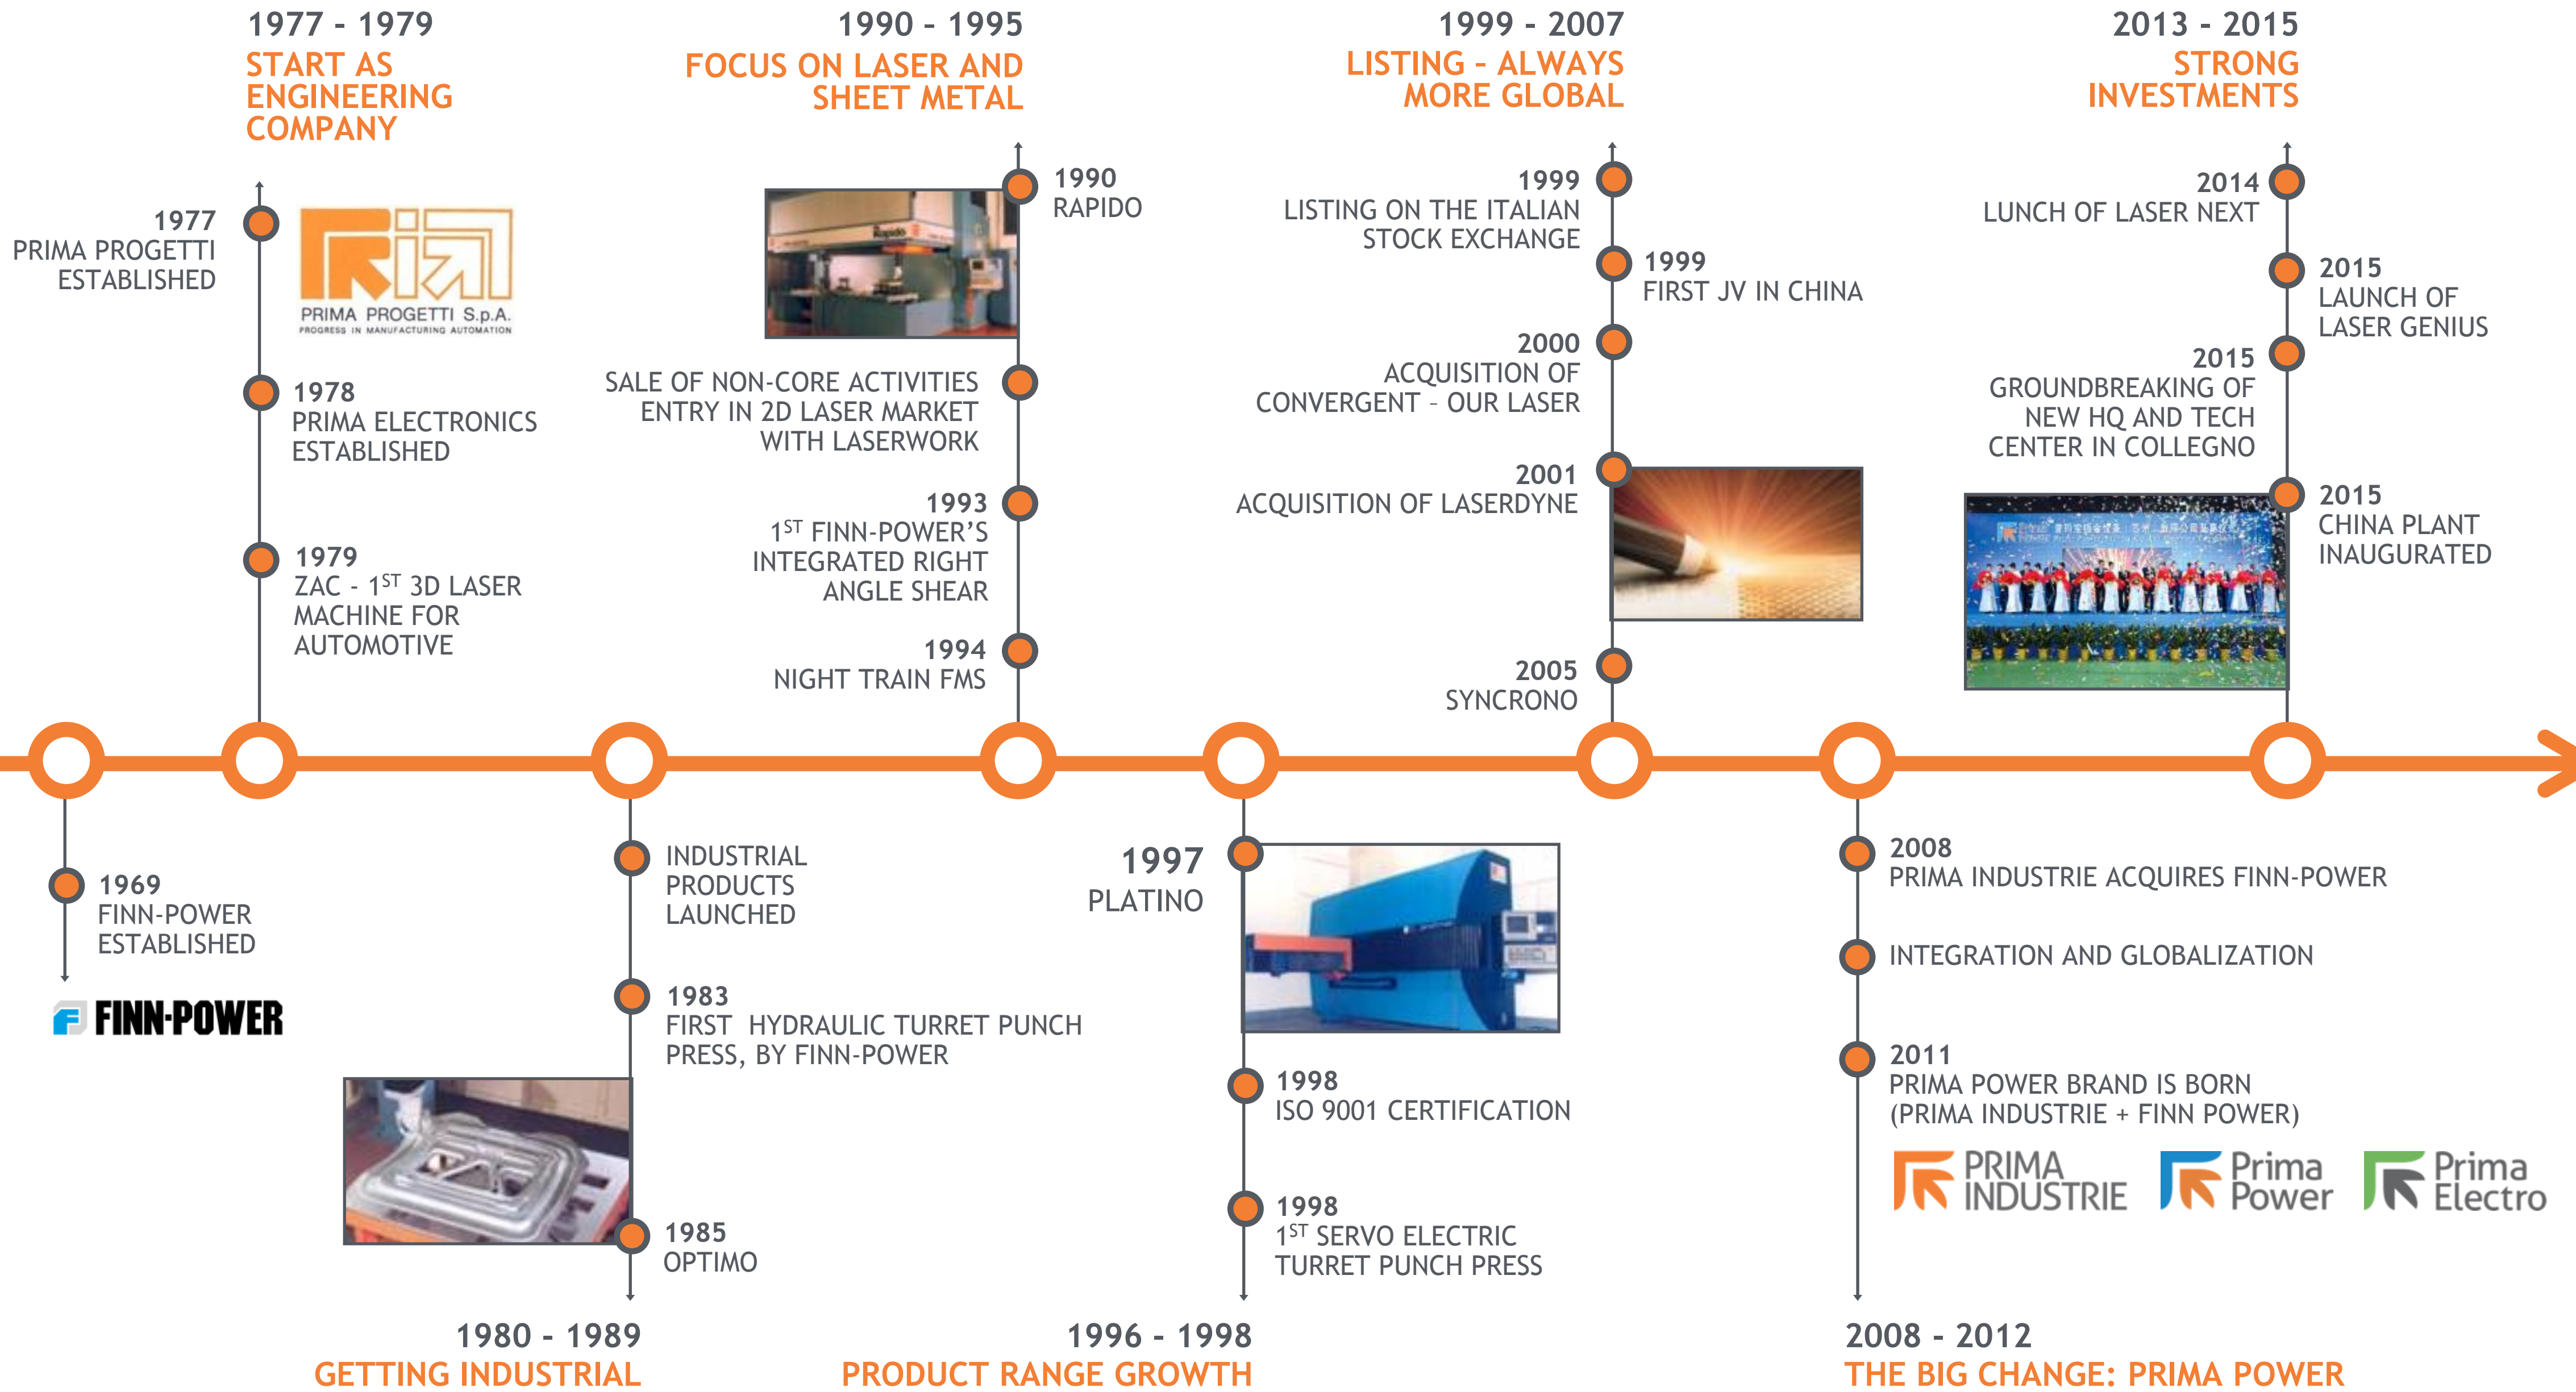 1977 - 1979
START AS
ENGINEERING
COMPANY
1977
PRIMA PROGETTI
ESTABLISHED
PRIMA PROGETTI S.p.A.
PROGRESS IN MANUFACTURING AUTOMATION
1978
PRIMA ELECTRONICS
ESTABLISHED
1979
ZAC - 1ST 3D LASER
MACHINE FOR
AUTOMOTIVE
1990 - 1995
FOCUS ON LASER AND
SHEET METAL
1990
RAPIDO
Rapido
SALE OF NON-CORE ACTIVITIES
ENTRY IN 2D LASER MARKET
WITH LASERWORK
1993
1ST FINN-POWER'S
INTEGRATED RIGHT
ANGLE SHEAR
1994
NIGHT TRAIN FMS
1999 - 2007
LISTING - ALWAYS
MORE GLOBAL
1999
LISTING ON THE ITALIAN
STOCK EXCHANGE
1999
FIRST JV IN CHINA
2000
ACQUISITION OF
CONVERGENT – OUR LASER
2001
ACQUISITION OF LASERDYNE
2005
SYNCRONO
2013 - 2015
STRONG
INVESTMENTS
2014
LUNCH OF LASER NEXT
2015
LAUNCH OF
LASER GENIUS
2015
GROUNDBREAKING OF
NEW HQ AND TECH
CENTER IN COLLEGNO
2015
CHINA PLANT
INAUGURATED
1969
FINN-POWER
ESTABLISHED
FINN-POWER
INDUSTRIAL
PRODUCTS
LAUNCHED
1983
FIRST HYDRAULIC TURRET PUNCH
PRESS, BY FINN-POWER
1985
OPTIMO
1980 - 1989
GETTING INDUSTRIAL
1997
PLATINO
1998
ISO 9001 CERTIFICATION
1998
1ST SERVO ELECTRIC
TURRET PUNCH PRESS
1996 - 1998
PRODUCT RANGE GROWTH
2008
PRIMA INDUSTRIE ACQUIRES FINN-POWER
INTEGRATION AND GLOBALIZATION
2011
PRIMA POWER BRAND IS BORN
(PRIMA INDUSTRIE + FINN POWER)
PRIMA
INDUSTRIE
Prima
Power
Prima
Electro
2008 - 2012
THE BIG CHANGE: PRIMA POWER